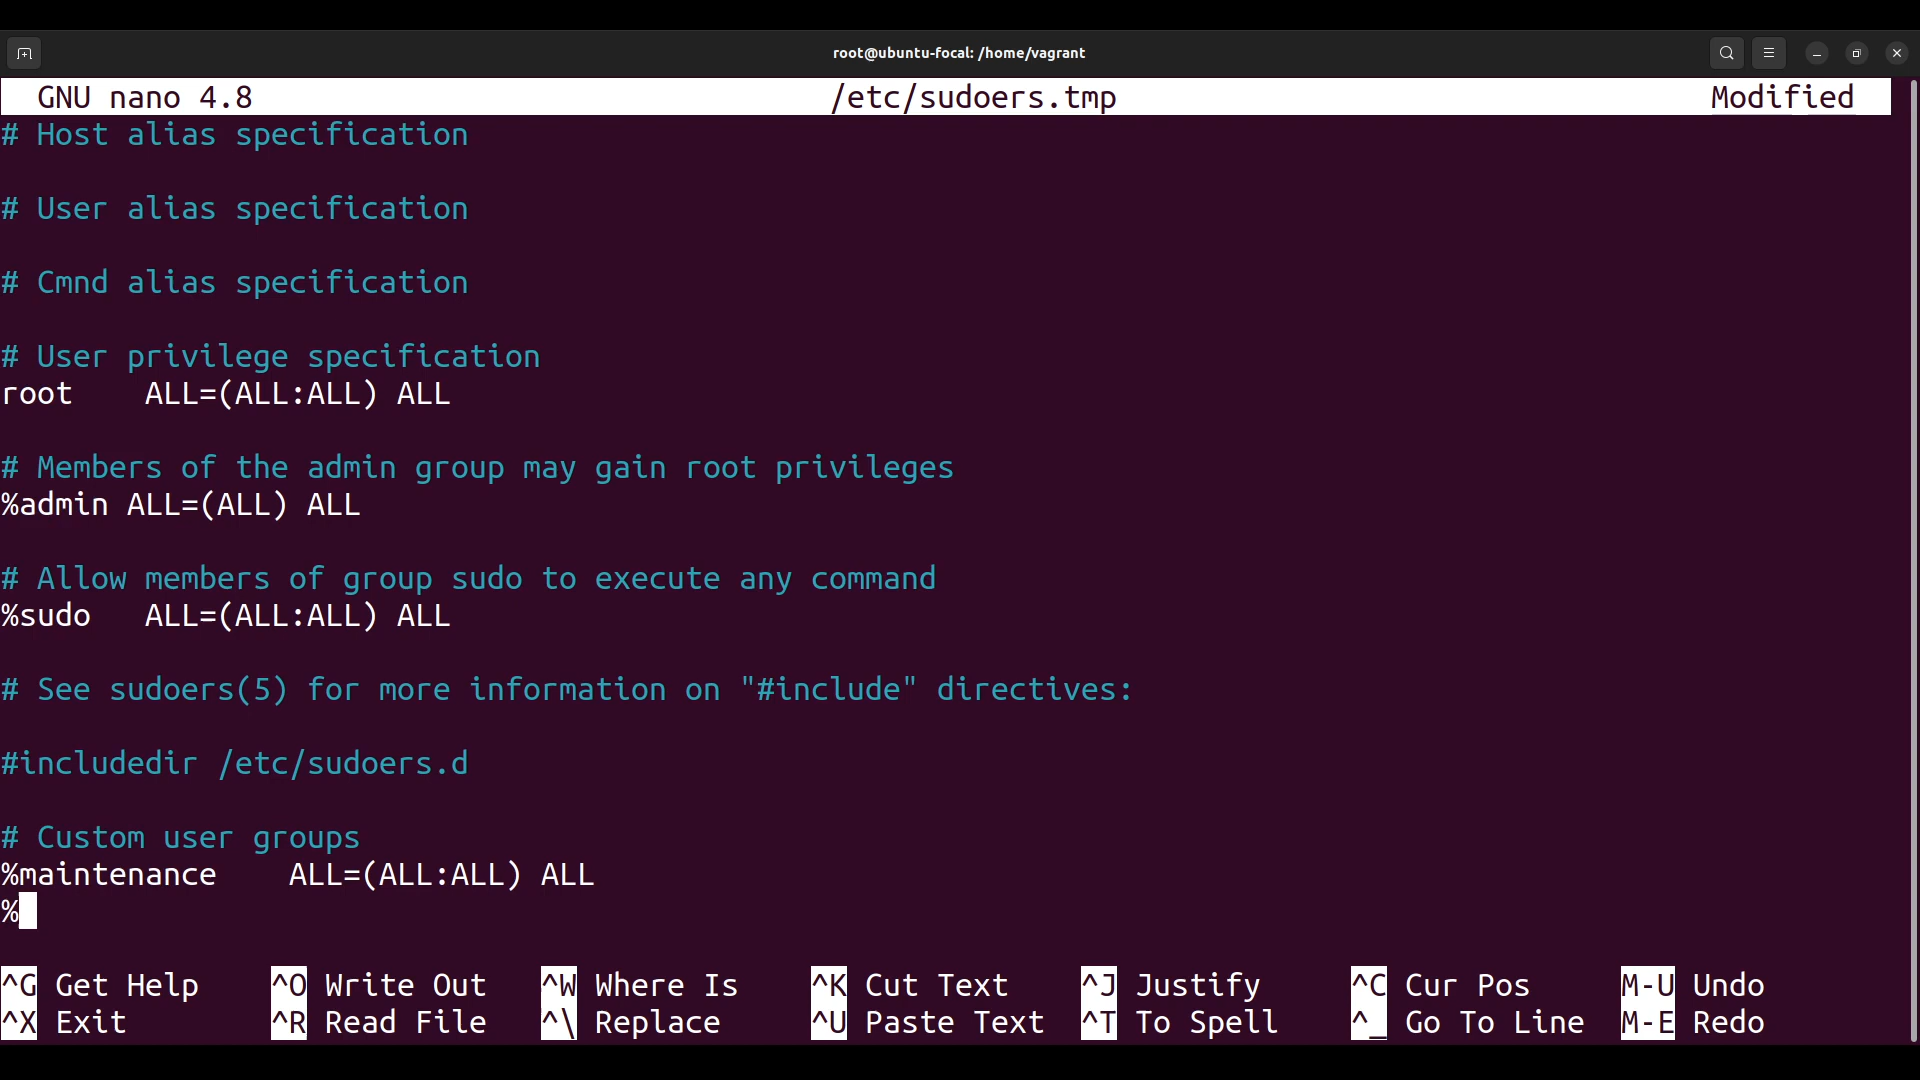 root@ubuntu-focal: /home/vagrant
GNU nano 4.8 /etc/sudoers.tmp Modified
# Host alias specification
# User alias specification
# Cmnd alias specification
# User privilege specification
root    ALL=(ALL:ALL) ALL
# Members of the admin group may gain root privileges
%admin ALL=(ALL) ALL
# Allow members of group sudo to execute any command
%sudo   ALL=(ALL:ALL) ALL
# See sudoers(5) for more information on "#include" directives:
#includedir /etc/sudoers.d
# Custom user groups
%maintenance    ALL=(ALL:ALL) ALL
%
^G Get Help ^O Write Out ^W Where Is ^K Cut Text ^J Justify ^C Cur Pos M-U Undo
^X Exit ^R Read File ^\ Replace ^U Paste Text ^T To Spell ^_ Go To Line M-E Redo